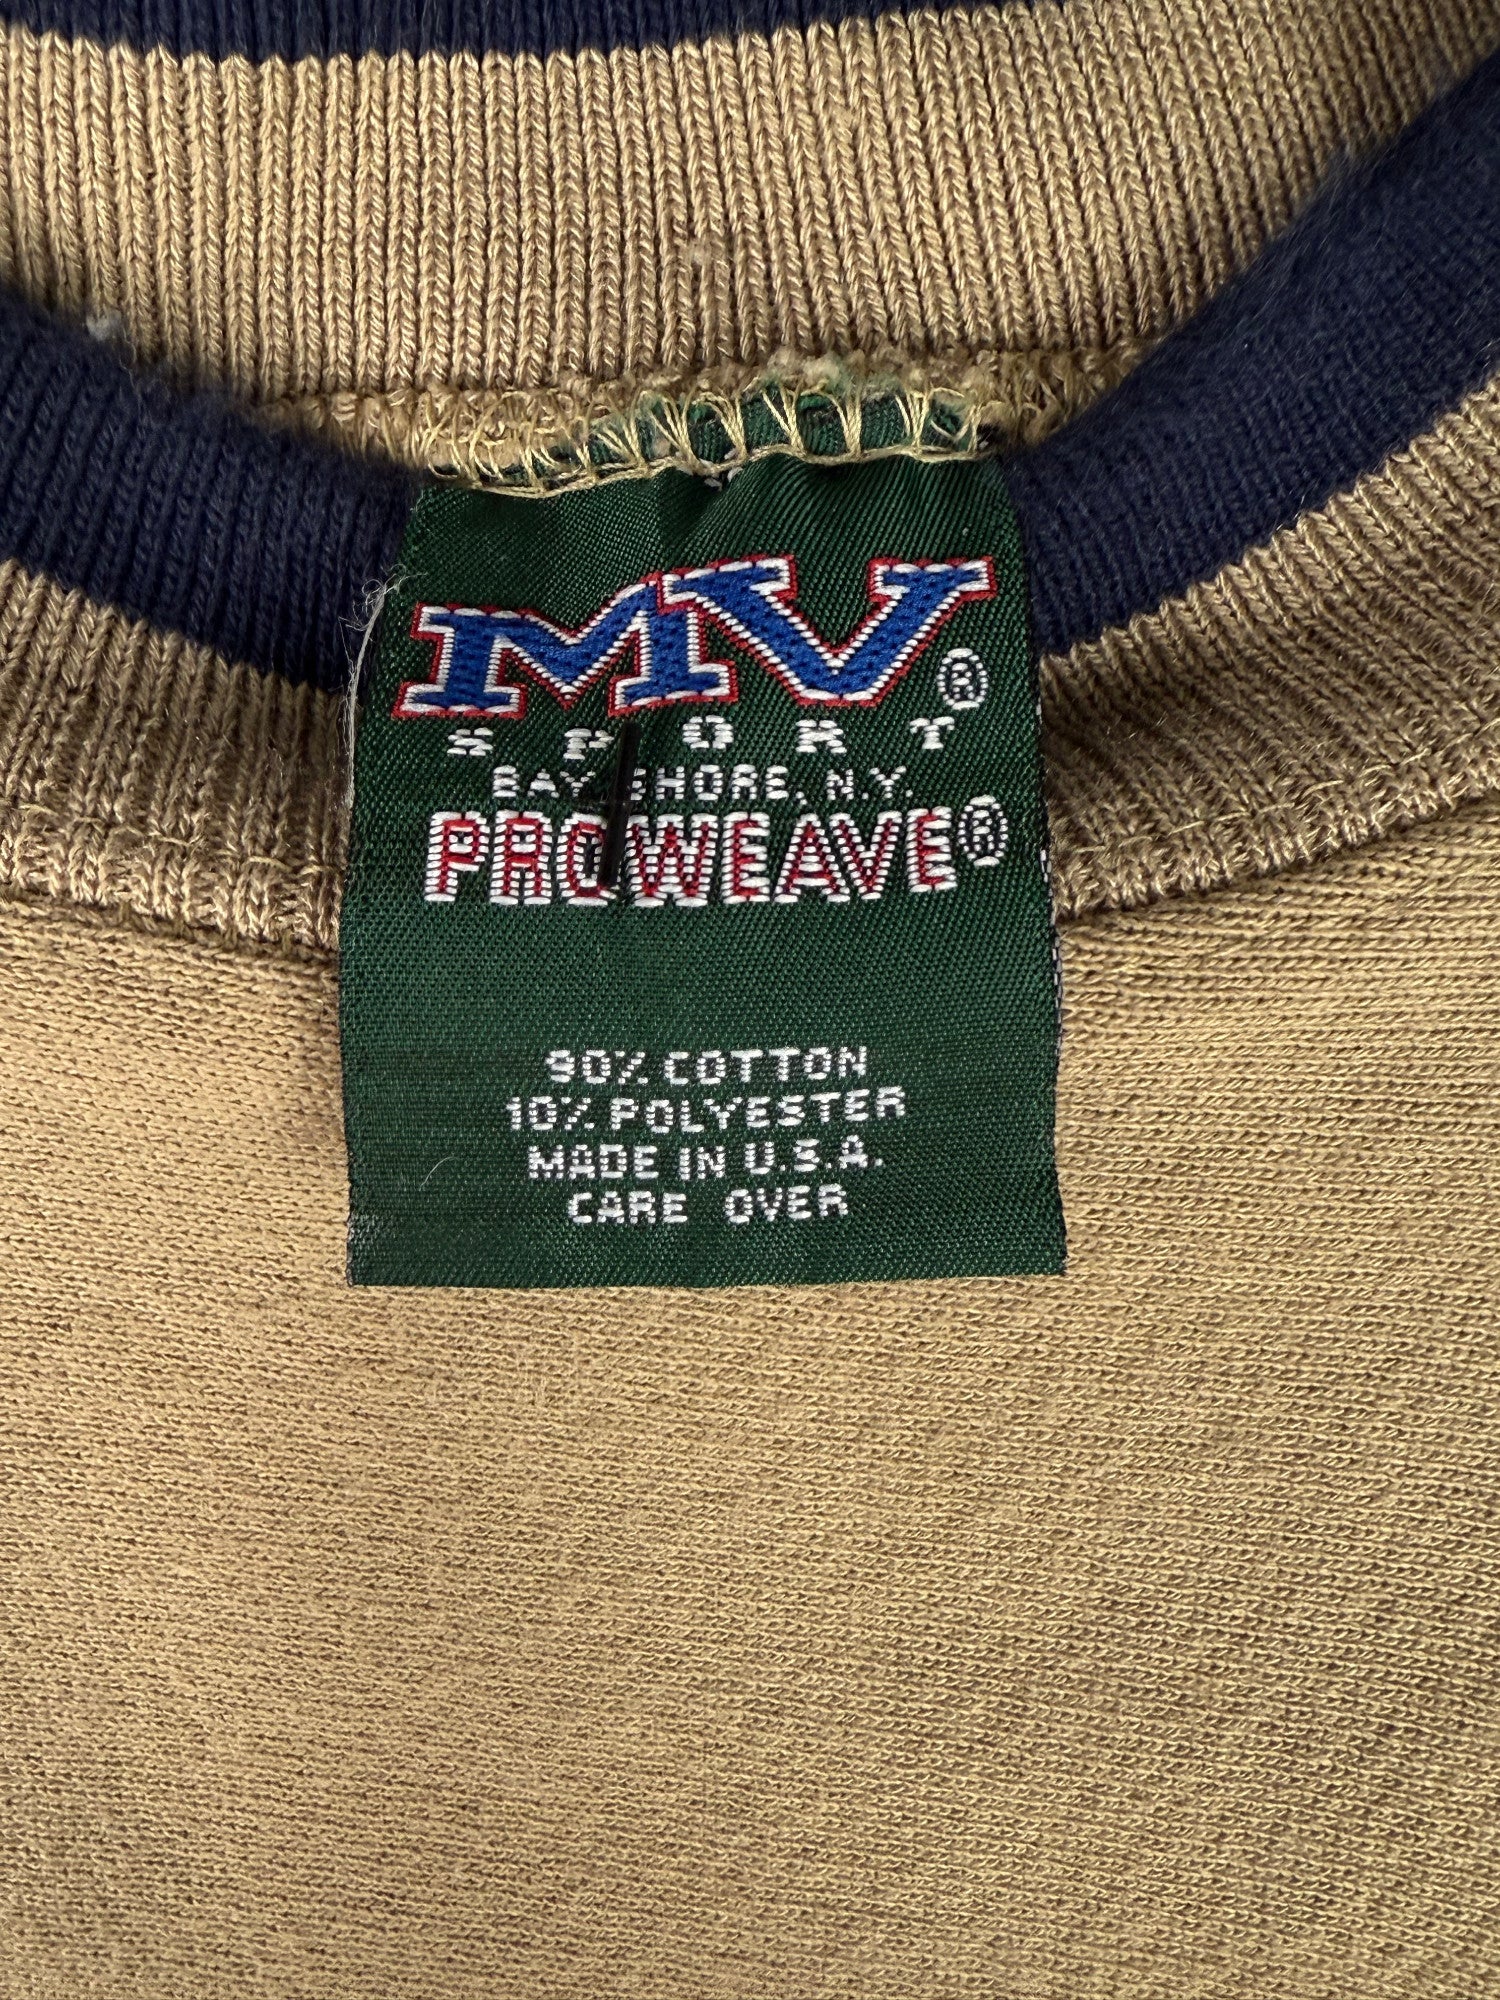 MV®
SPORT
BAY SHORE, N.Y.
PROWEAVE®
90% COTTON
10% POLYESTER
MADE IN U.S.A.
CARE OVER